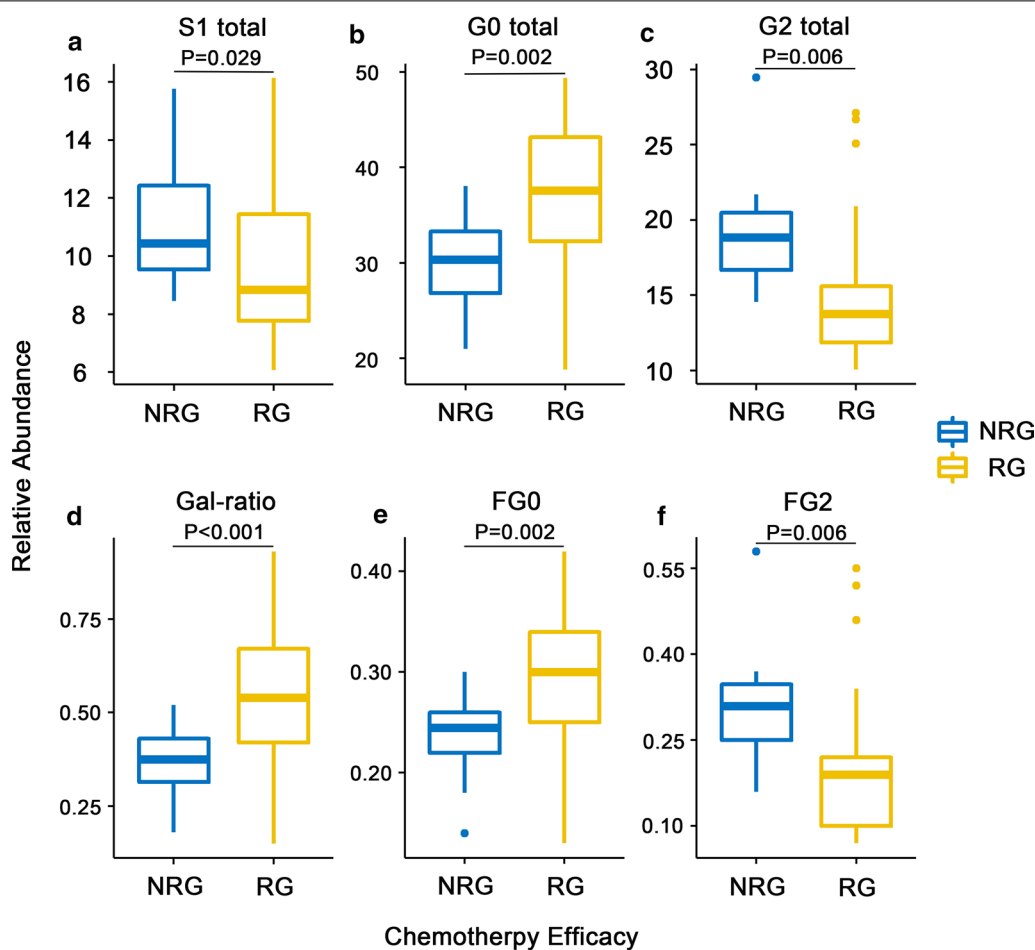 a S1 total
P=0.029
16
14
12
10
8
6
NRG RG
b G0 total
P=0.002
50
40
30
20
NRG RG
c G2 total
P=0.006
30
25
20
15
10
NRG RG
Relative Abundance
NRG
RG
d Gal-ratio
P<0.001
0.75
0.50
0.25
NRG RG
e FG0
P=0.002
0.40
0.30
0.20
NRG RG
f FG2
P=0.006
0.55
0.40
0.25
0.10
NRG RG
Chemotherpy Efficacy